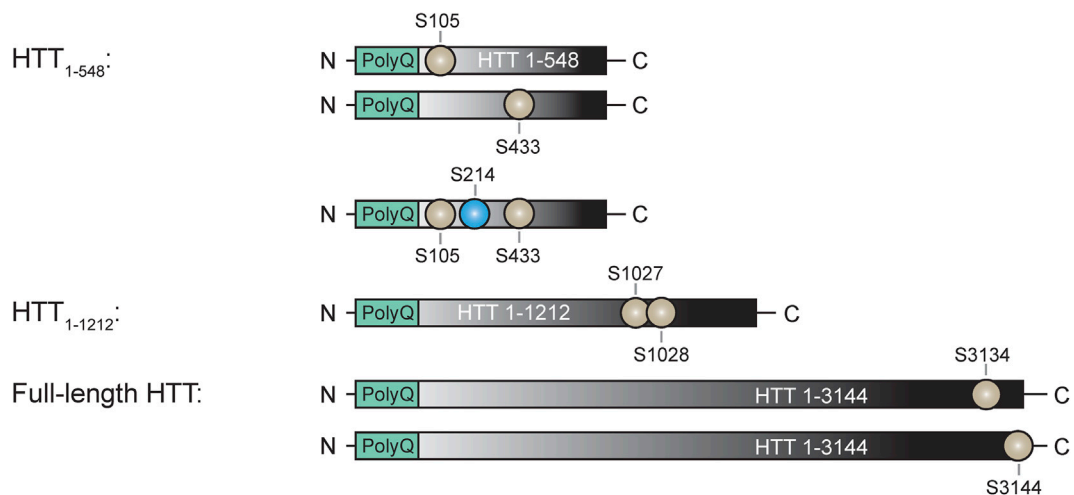 S105
HTT1-548: N PolyQ HTT 1-548 C
N PolyQ C
S433
S214
N PolyQ C
S105 S433
S1027
HTT1-1212: N PolyQ HTT 1-1212 C
S1028
S3134
Full-length HTT: N PolyQ HTT 1-3144 C
N PolyQ HTT 1-3144 C
S3144